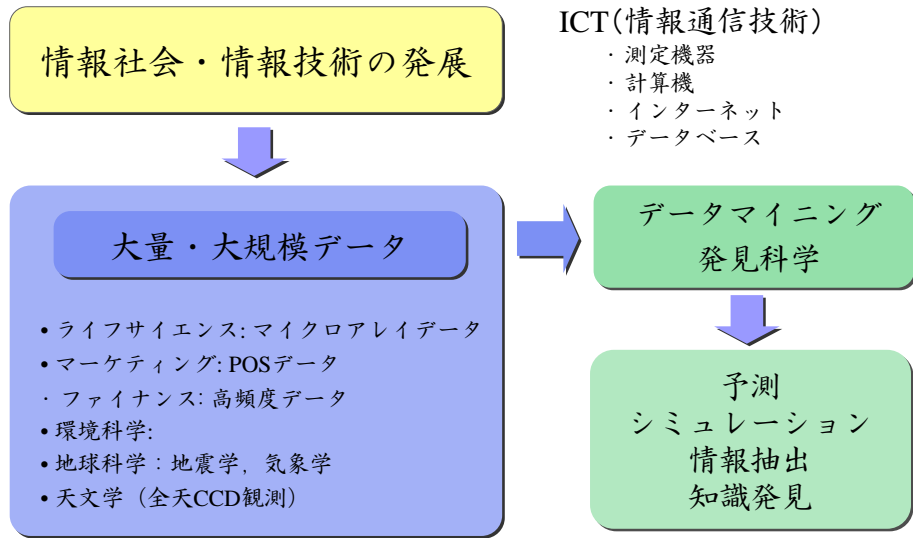 情報社会・情報技術の発展
ICT(情報通信技術)
・測定機器
・計算機
・インターネット
・データベース
大量・大規模データ
• ライフサイエンス: マイクロアレイデータ
• マーケティング: POSデータ
・ファイナンス: 高頻度データ
• 環境科学:
• 地球科学：地震学，気象学
• 天文学（全天CCD観測）
データマイニング
発見科学
予測
シミュレーション
情報抽出
知識発見